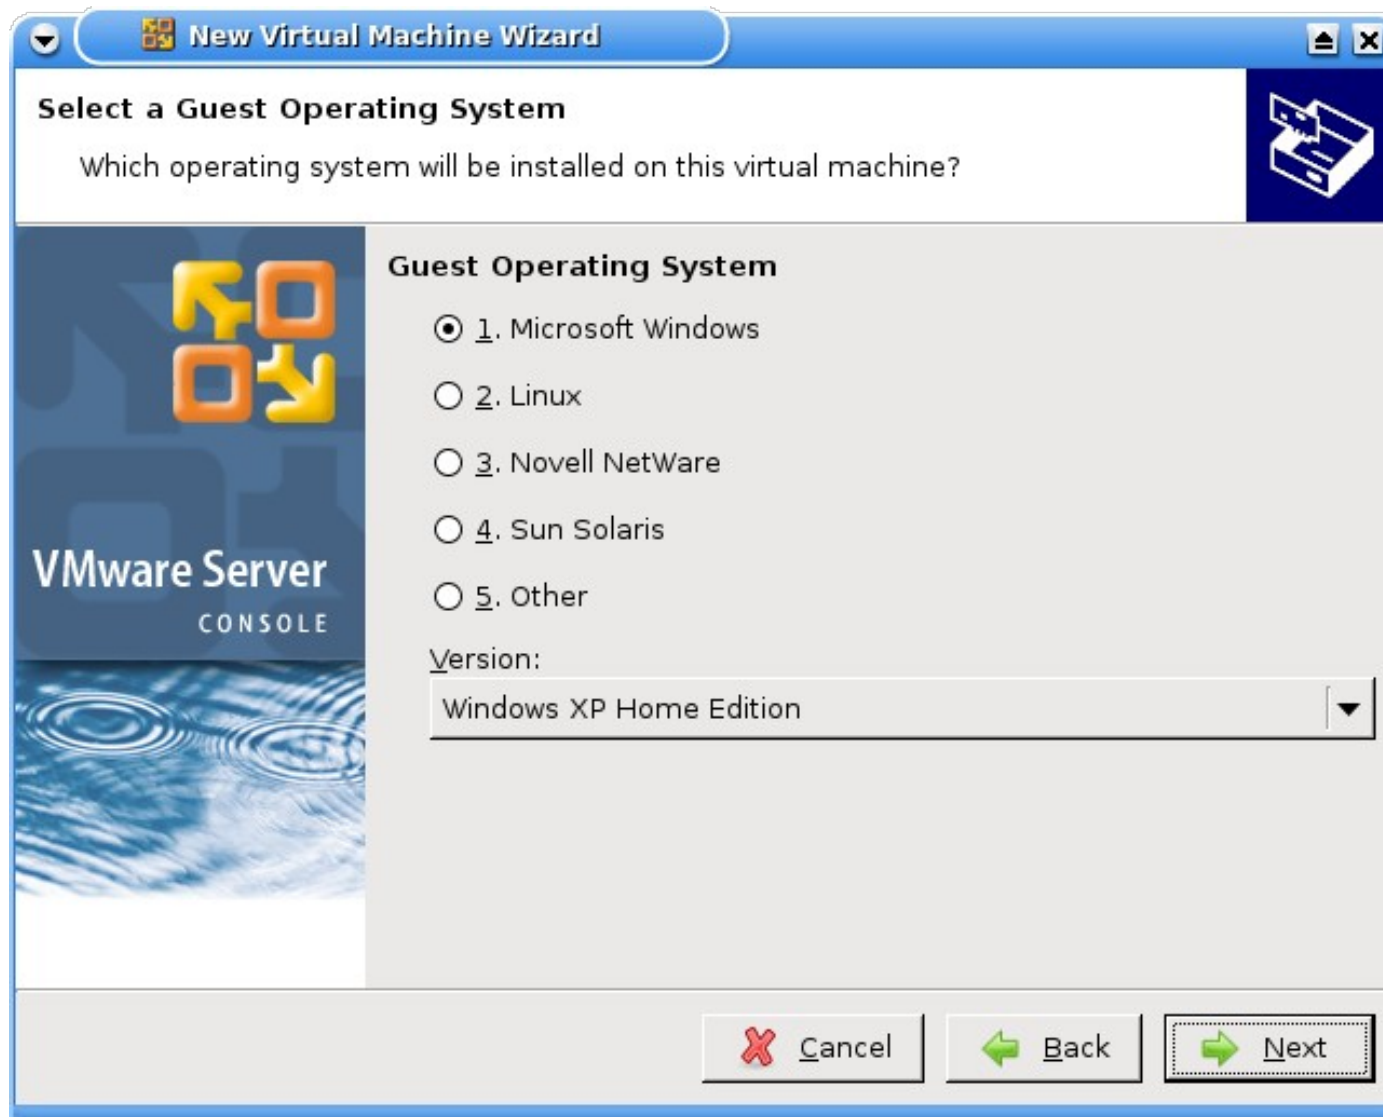 New Virtual Machine Wizard
Select a Guest Operating System
Which operating system will be installed on this virtual machine?
Guest Operating System
1. Microsoft Windows
2. Linux
3. Novell NetWare
4. Sun Solaris
5. Other
VMware Server
CONSOLE
Version:
Windows XP Home Edition
Cancel
Back
Next